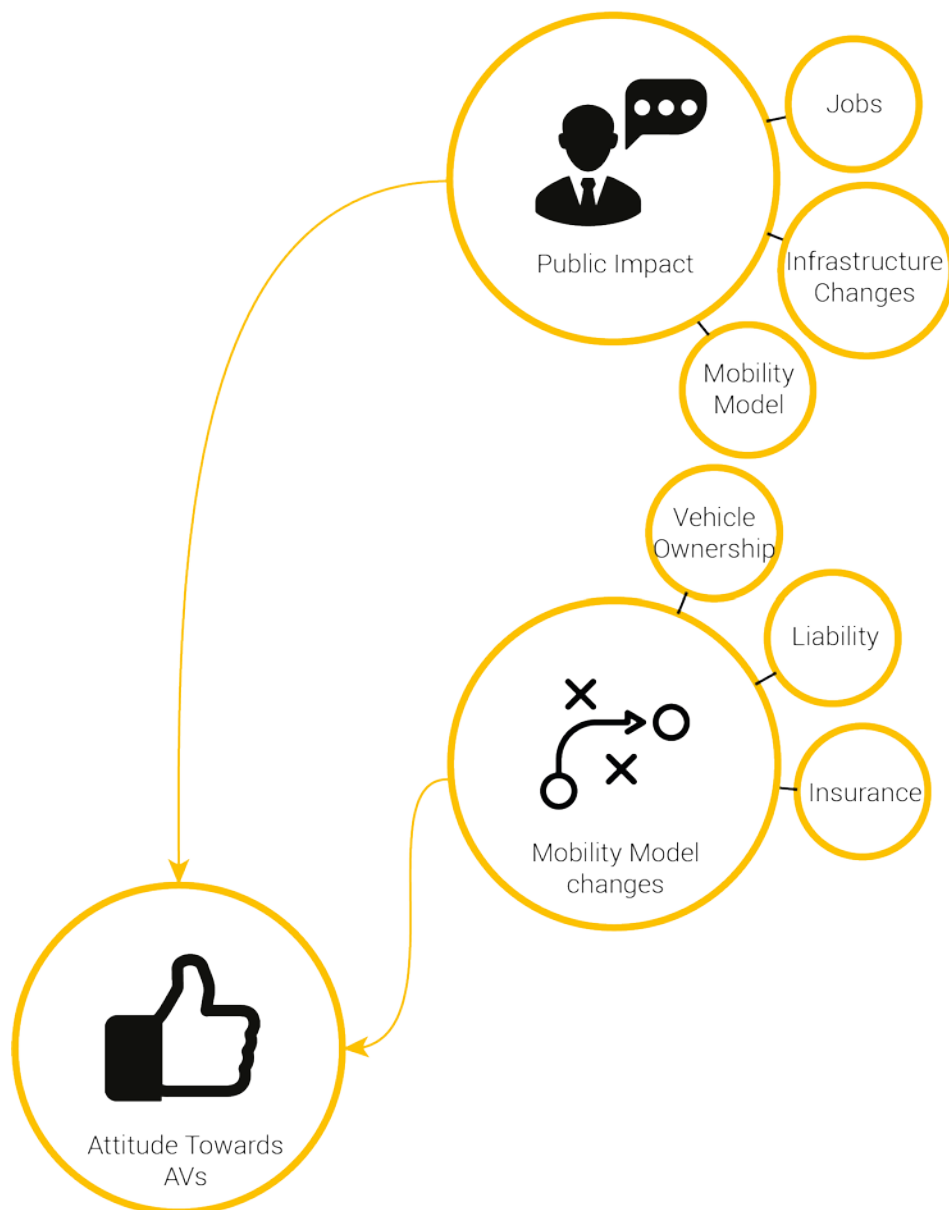 Jobs
Public Impact
Infrastructure
Changes
Mobility
Model
Vehicle
Ownership
Liability
Insurance
Mobility Model
changes
Attitude Towards
AVs